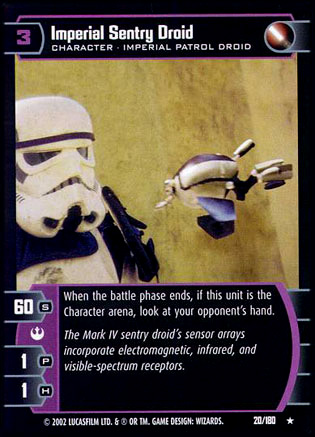 3 Imperial Sentry Droid
CHARACTER · IMPERIAL PATROL DROID
60 S
When the battle phase ends, if this unit is the
Character arena, look at your opponent's hand.
1 P
The Mark IV sentry droid's sensor arrays
incorporate electromagnetic, infrared, and
visible-spectrum receptors.
1 H
© 2002 LUCASFILM LTD. & ® OR TM. GAME DESIGN: WIZARDS. 20/180 ★